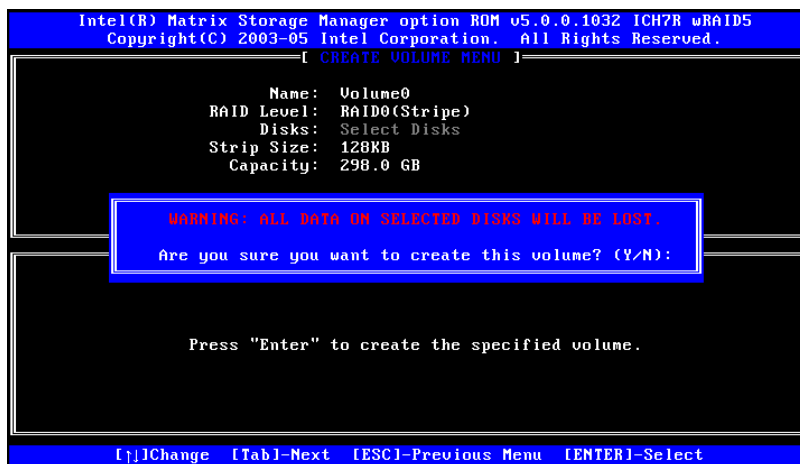 Intel(R) Matrix Storage Manager option ROM v5.0.0.1032 ICH7R wRAID5
Copyright(C) 2003-05 Intel Corporation. All Rights Reserved.
[ CREATE VOLUME MENU ]
Name: Volume0
RAID Level: RAID0(Stripe)
Disks: Select Disks
Strip Size: 128KB
Capacity: 298.0 GB
WARNING: ALL DATA ON SELECTED DISKS WILL BE LOST.
Are you sure you want to create this volume? (Y/N):
Press "Enter" to create the specified volume.
[↑↓]Change [Tab]-Next [ESC]-Previous Menu [ENTER]-Select